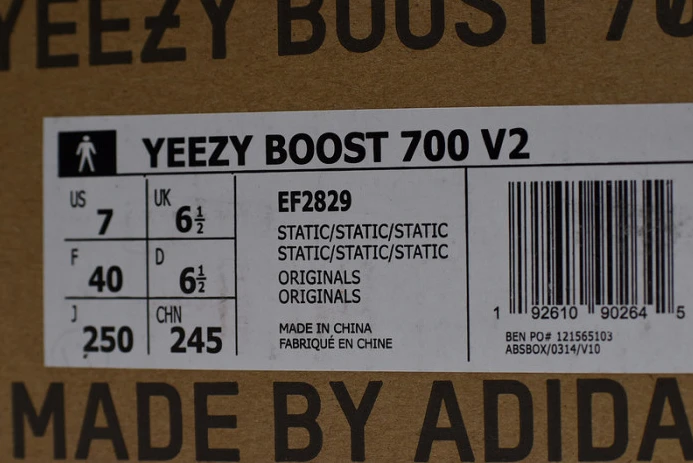 YEEZY BOOST 70
YEEZY BOOST 700 V2
US 7 UK 6½
F 40 D 6½
J 250 CHN 245
EF2829
STATIC/STATIC/STATIC
STATIC/STATIC/STATIC
ORIGINALS
ORIGINALS
MADE IN CHINA
FABRIQUÉ EN CHINE
1 92610 90264 5
BEN PO# 121565103
ABSBOX/0314/V10
MADE BY ADIDA